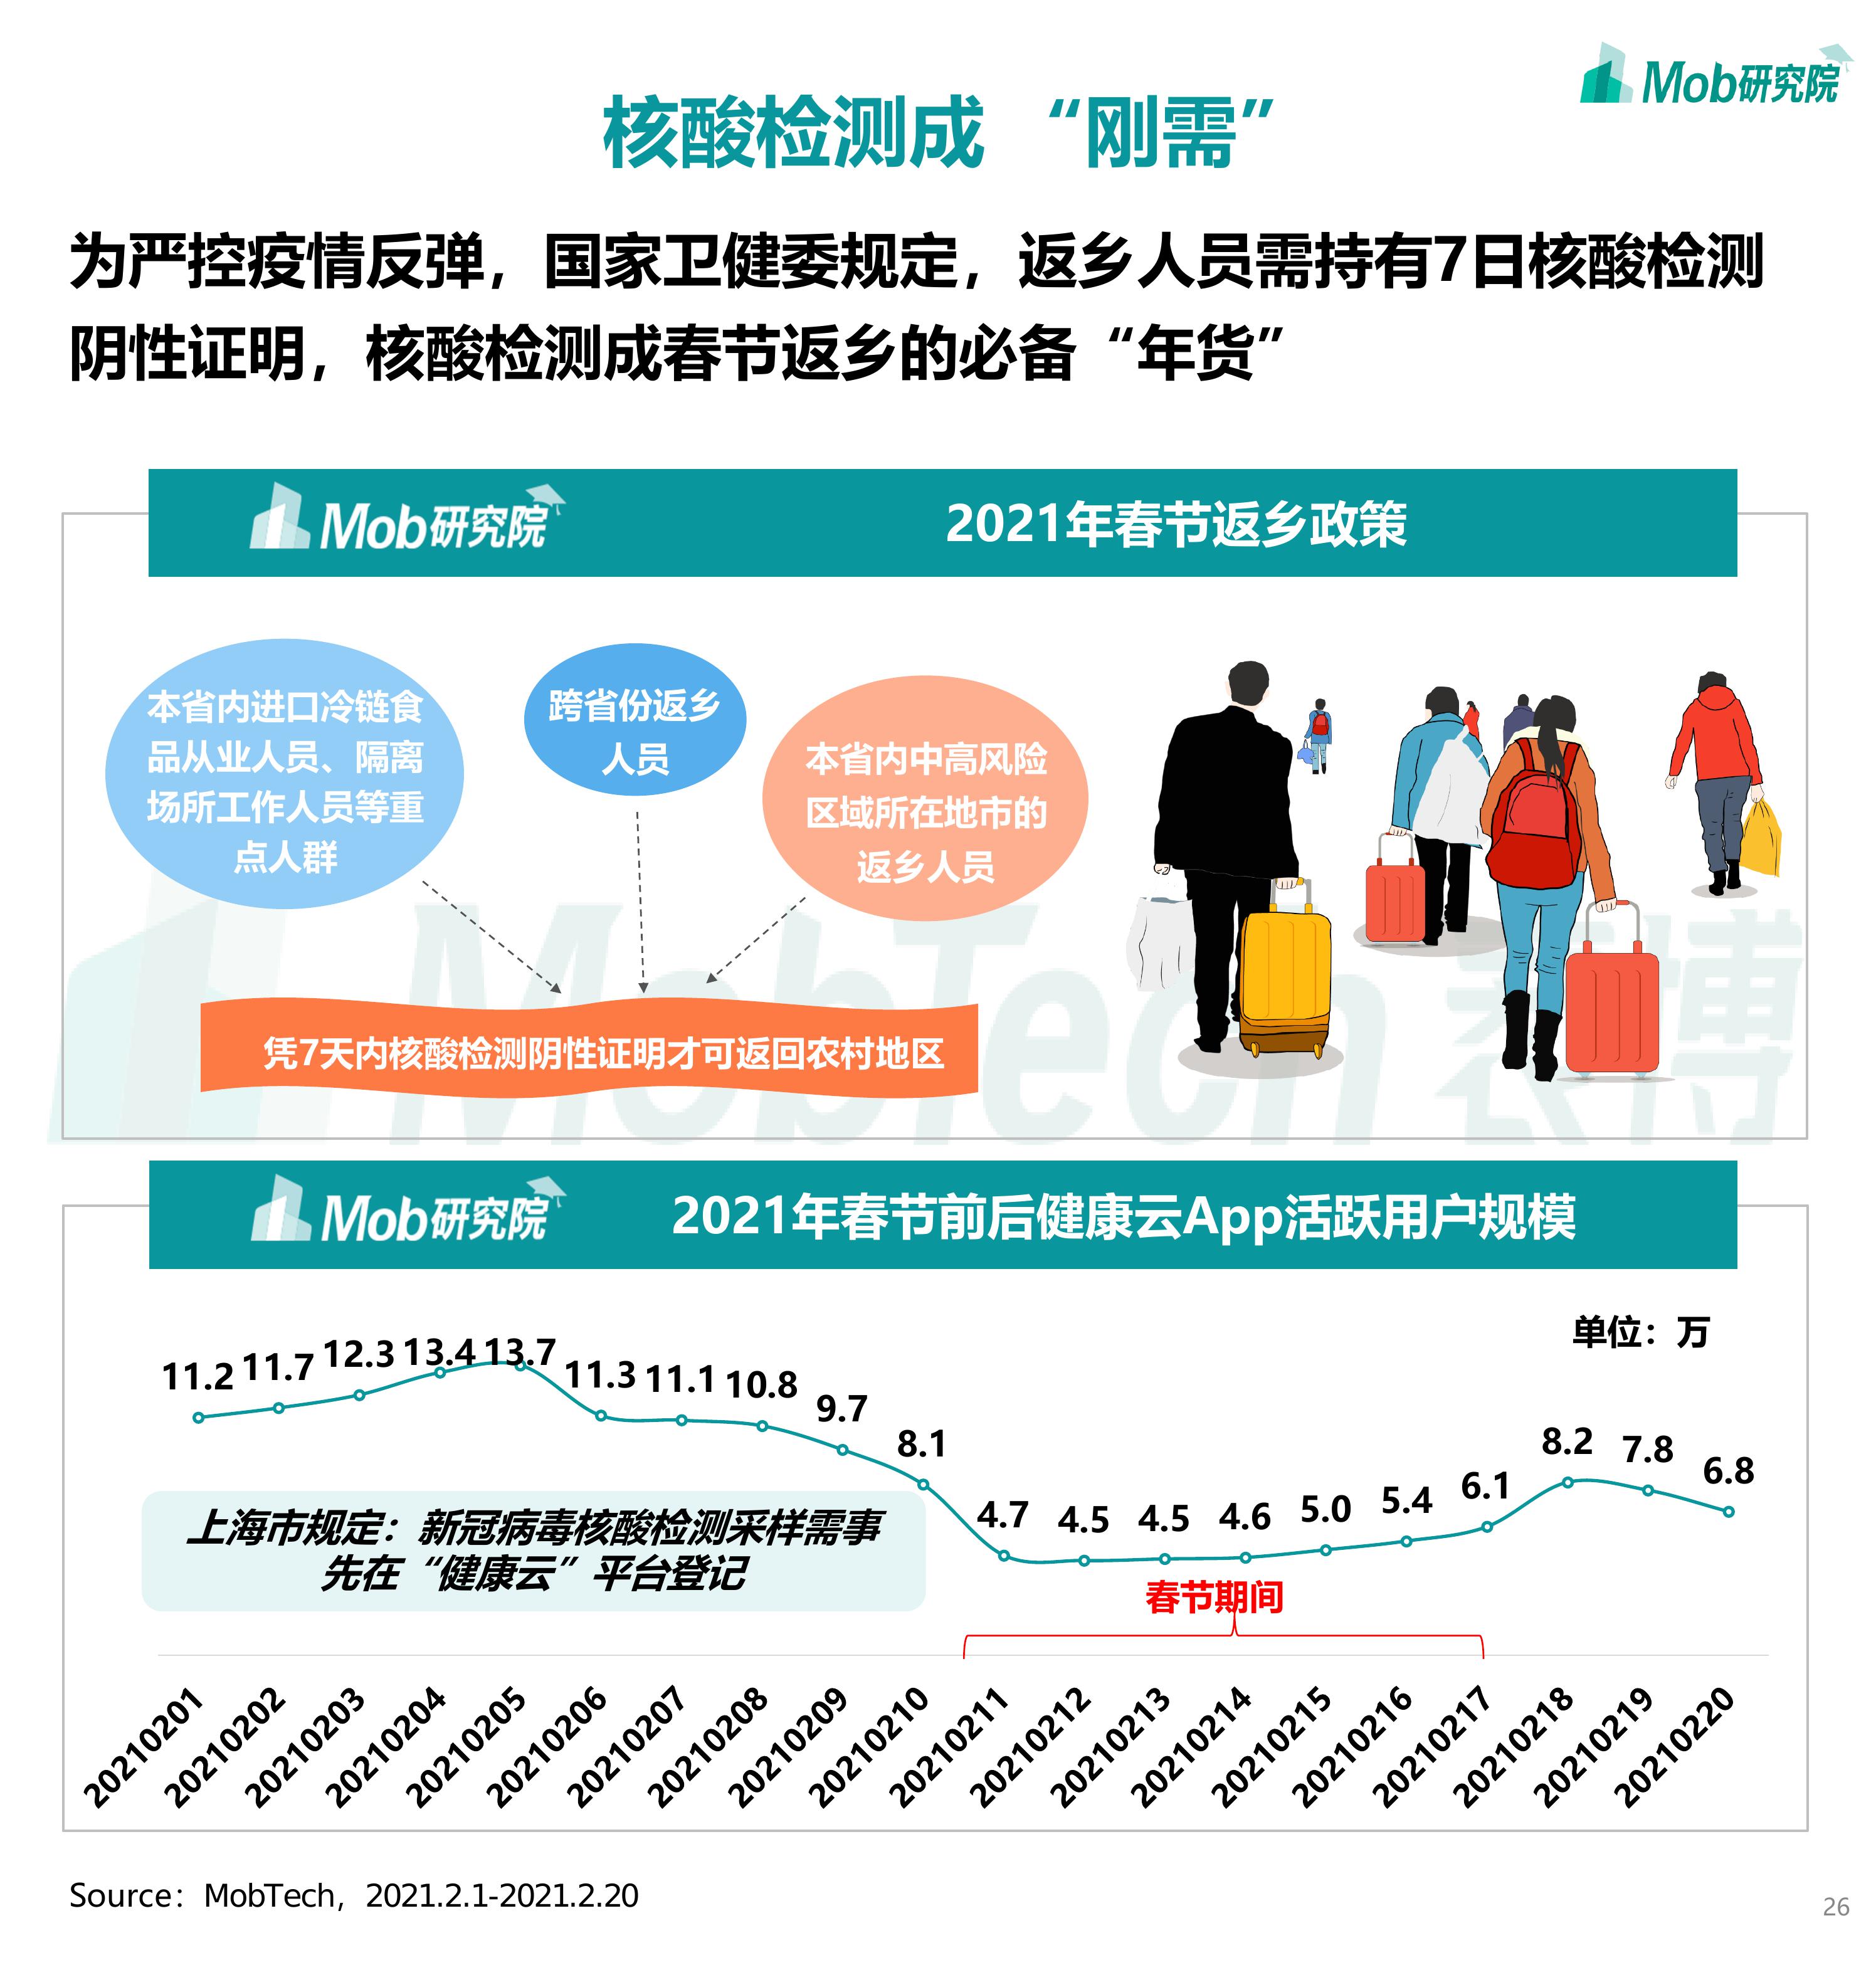 Mob研究院
核酸检测成 “刚需”
为严控疫情反弹，国家卫健委规定，返乡人员需持有7日核酸检测
阴性证明，核酸检测成春节返乡的必备“年货”
Mob研究院
2021年春节返乡政策
本省内进口冷链食
品从业人员、隔离
场所工作人员等重
点人群
跨省份返乡
人员
本省内中高风险
区域所在地市的
返乡人员
凭7天内核酸检测阴性证明才可返回农村地区
MobTech 袤博
Mob研究院
2021年春节前后健康云App活跃用户规模
单位：万
11.2
11.7
12.3
13.4
13.7
11.3
11.1
10.8
9.7
8.1
4.7
4.5
4.5
4.6
5.0
5.4
6.1
8.2
7.8
6.8
上海市规定：新冠病毒核酸检测采样需事
先在“健康云”平台登记
春节期间
20210201
20210202
20210203
20210204
20210205
20210206
20210207
20210208
20210209
20210210
20210211
20210212
20210213
20210214
20210215
20210216
20210217
20210218
20210219
20210220
Source：MobTech，2021.2.1-2021.2.20
26